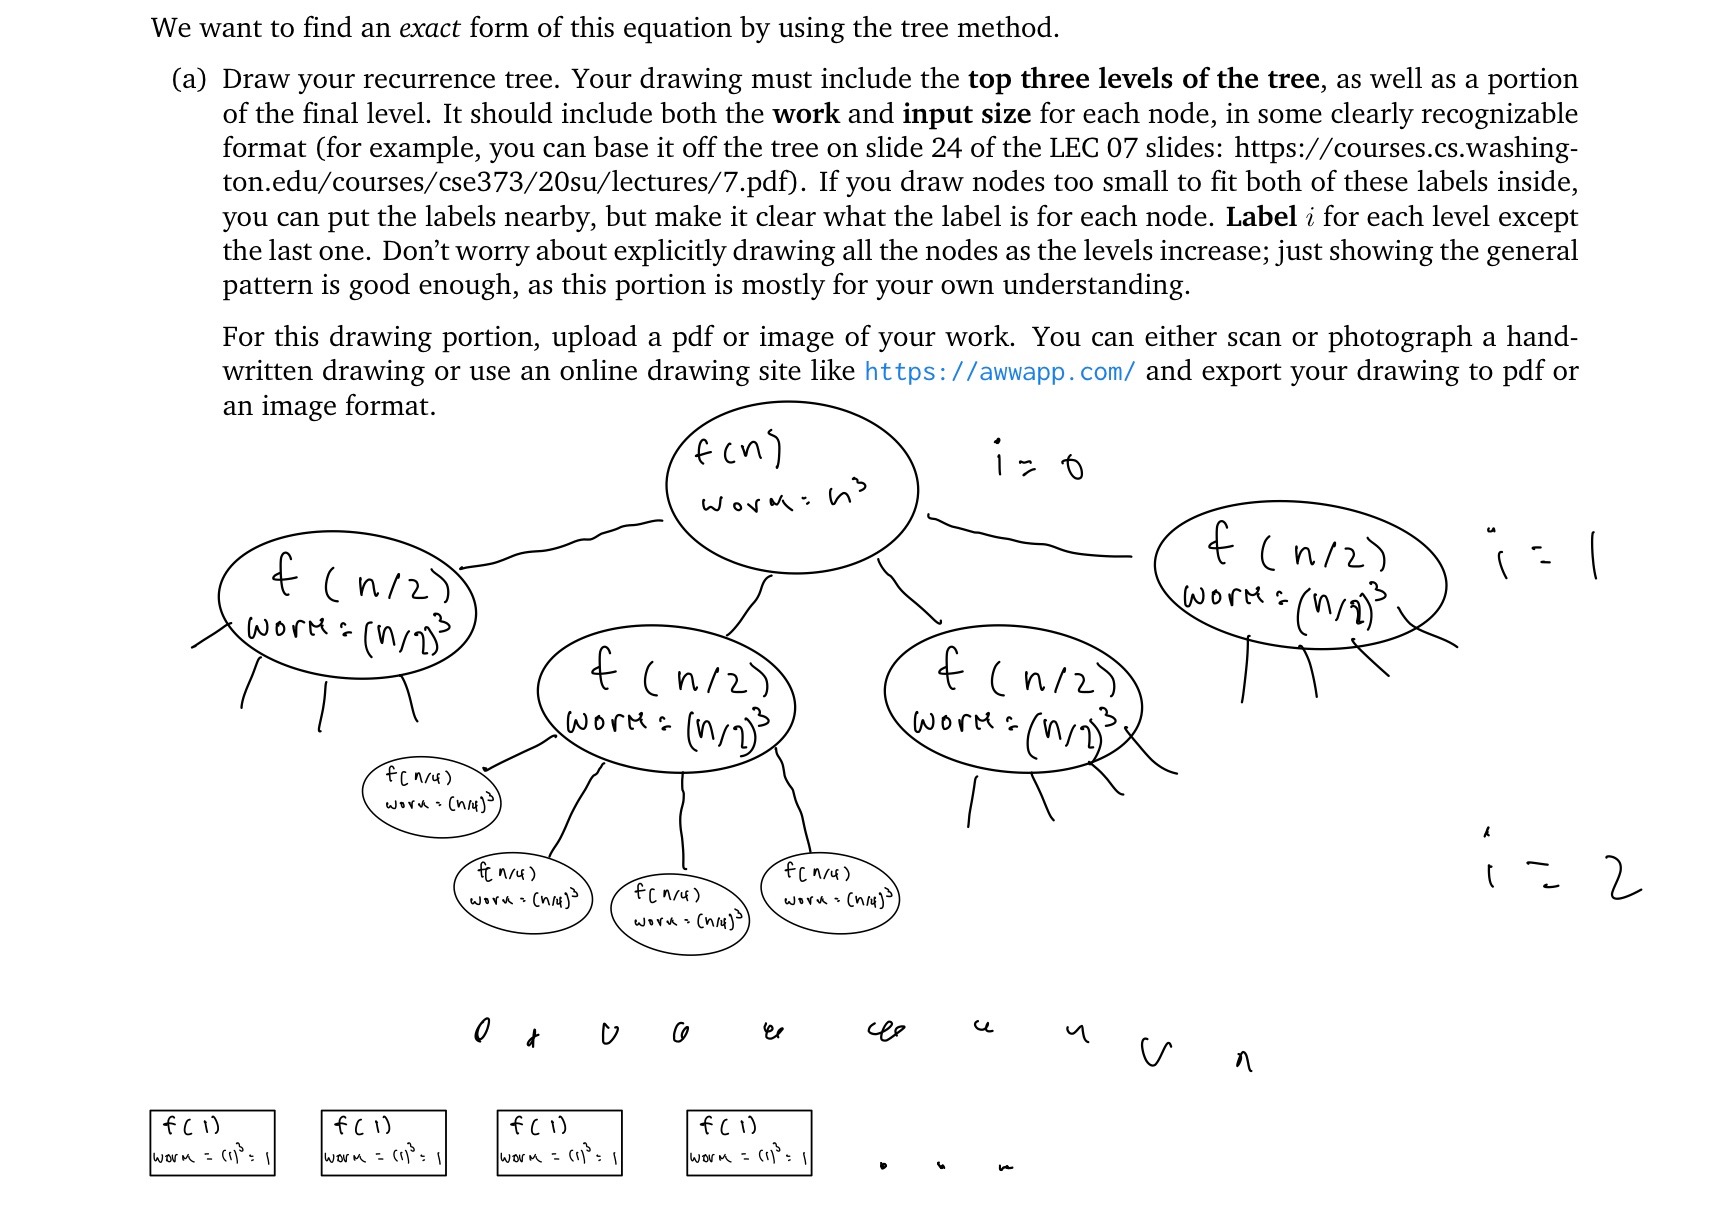 We want to find an exact form of this equation by using the tree method.
(a) Draw your recurrence tree. Your drawing must include the top three levels of the tree, as well as a portion
of the final level. It should include both the work and input size for each node, in some clearly recognizable
format (for example, you can base it off the tree on slide 24 of the LEC 07 slides: https://courses.cs.washing-
ton.edu/courses/cse373/20su/lectures/7.pdf). If you draw nodes too small to fit both of these labels inside,
you can put the labels nearby, but make it clear what the label is for each node. Label i for each level except
the last one. Don’t worry about explicitly drawing all the nodes as the levels increase; just showing the general
pattern is good enough, as this portion is mostly for your own understanding.
For this drawing portion, upload a pdf or image of your work. You can either scan or photograph a hand-
written drawing or use an online drawing site like https://awwapp.com/ and export your drawing to pdf or
an image format.
f(n)
work = n³
i = 0
f(n/2)
work = (n/2)³
f(n/2)
work = (n/2)³
f(n/2)
work = (n/2)³
f(n/2)
work = (n/2)³
i = 1
f(n/4)
work = (n/4)³
f(n/4)
work = (n/4)³
f(n/4)
work = (n/4)³
f(n/4)
work = (n/4)³
i = 2
f(1)
work = (1)³ = 1
f(1)
work = (1)³ = 1
f(1)
work = (1)³ = 1
f(1)
work = (1)³ = 1
. . .